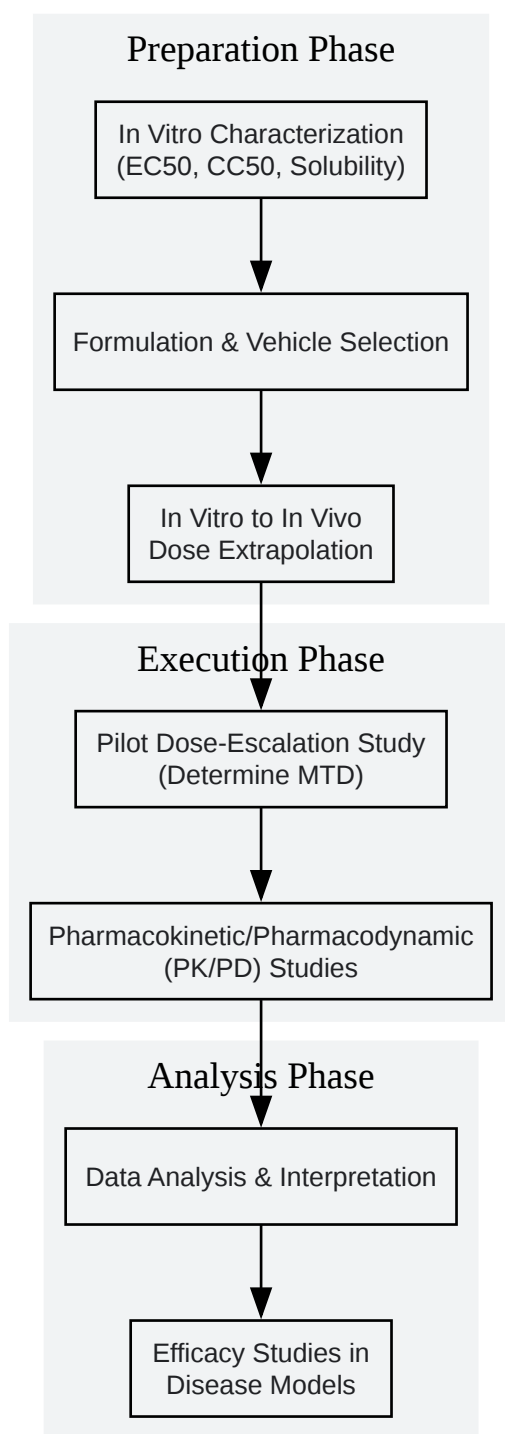 Preparation Phase
In Vitro Characterization
(EC50, CC50, Solubility)
Formulation & Vehicle Selection
In Vitro to In Vivo
Dose Extrapolation
Execution Phase
Pilot Dose-Escalation Study
(Determine MTD)
Pharmacokinetic/Pharmacodynamic
(PK/PD) Studies
Analysis Phase
Data Analysis & Interpretation
Efficacy Studies in
Disease Models